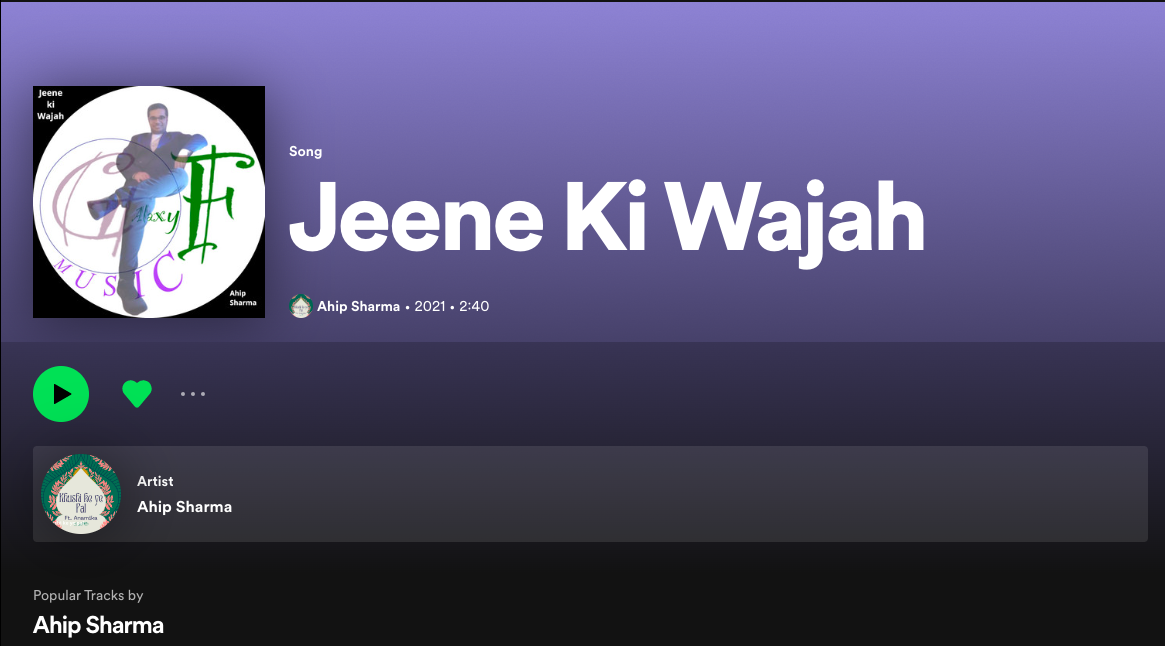 Jeene
ki
Wajah
G F
alaxy
MUSIC
Ahip
Sharma
Song
Jeene Ki Wajah
Ahip Sharma • 2021 • 2:40
Artist
Ahip Sharma
Khushi ke ye
Pal
Ft. Anamika
Popular Tracks by
Ahip Sharma